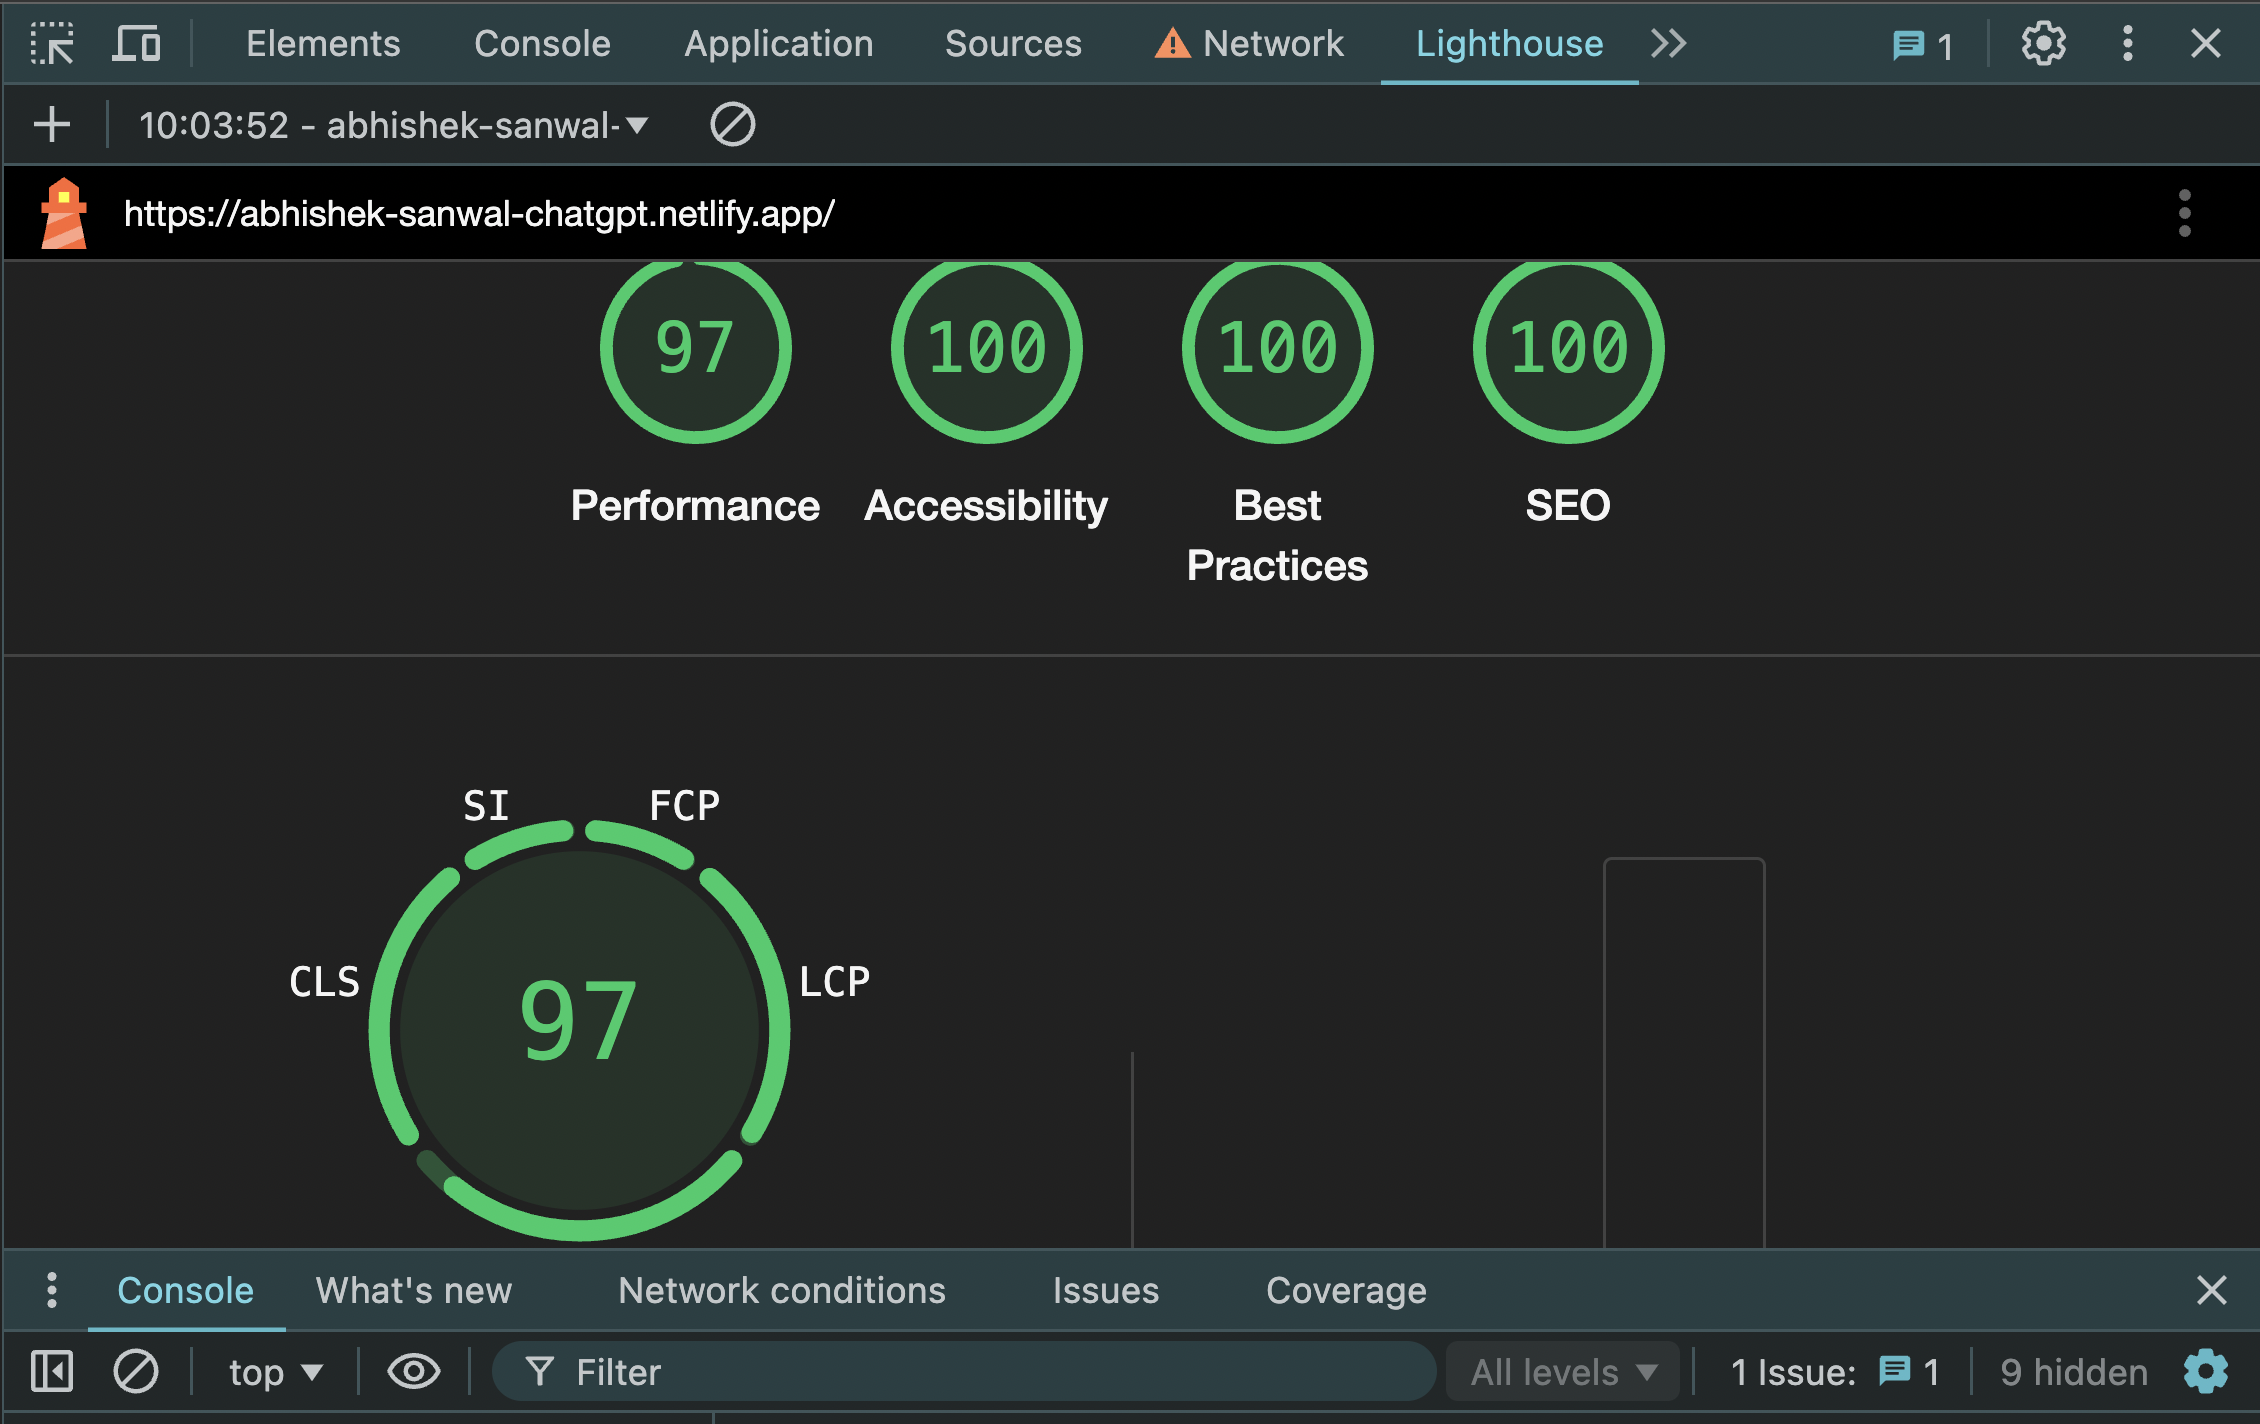 Elements Console Application Sources Network Lighthouse 1
10:03:52 - abhishek-sanwal-
https://abhishek-sanwal-chatgpt.netlify.app/
97 100 100 100
Performance Accessibility Best Practices SEO
SI FCP
CLS LCP
97
Console What's new Network conditions Issues Coverage
top Filter All levels 1 Issue: 1 9 hidden